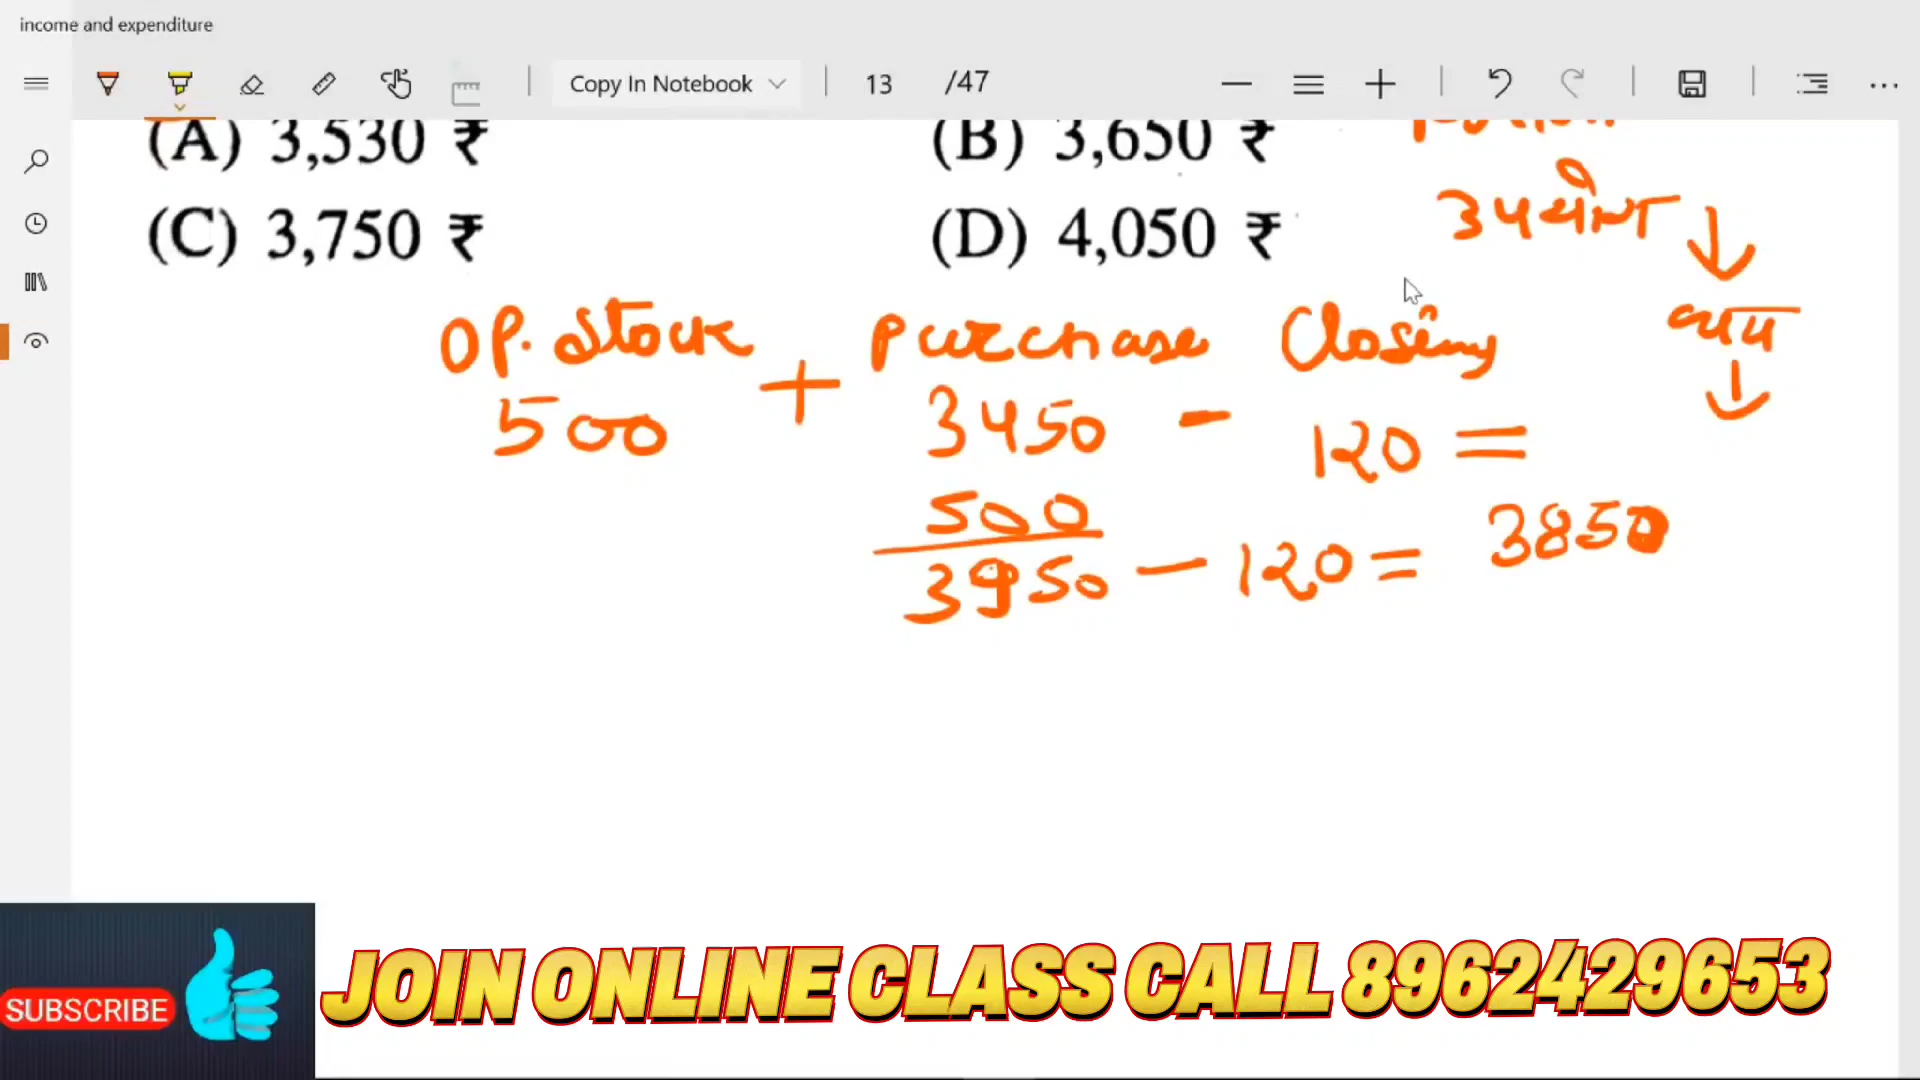 income and expenditure
Copy In Notebook 13 /47
(A) 3,530 ₹ (B) 3,650 ₹
(C) 3,750 ₹ (D) 4,050 ₹
व्यय
OP. Stock + Purchase Closing
500 3450 - 120 =
500
3950 - 120 = 3850
SUBSCRIBE
JOIN ONLINE CLASS CALL 8962429653